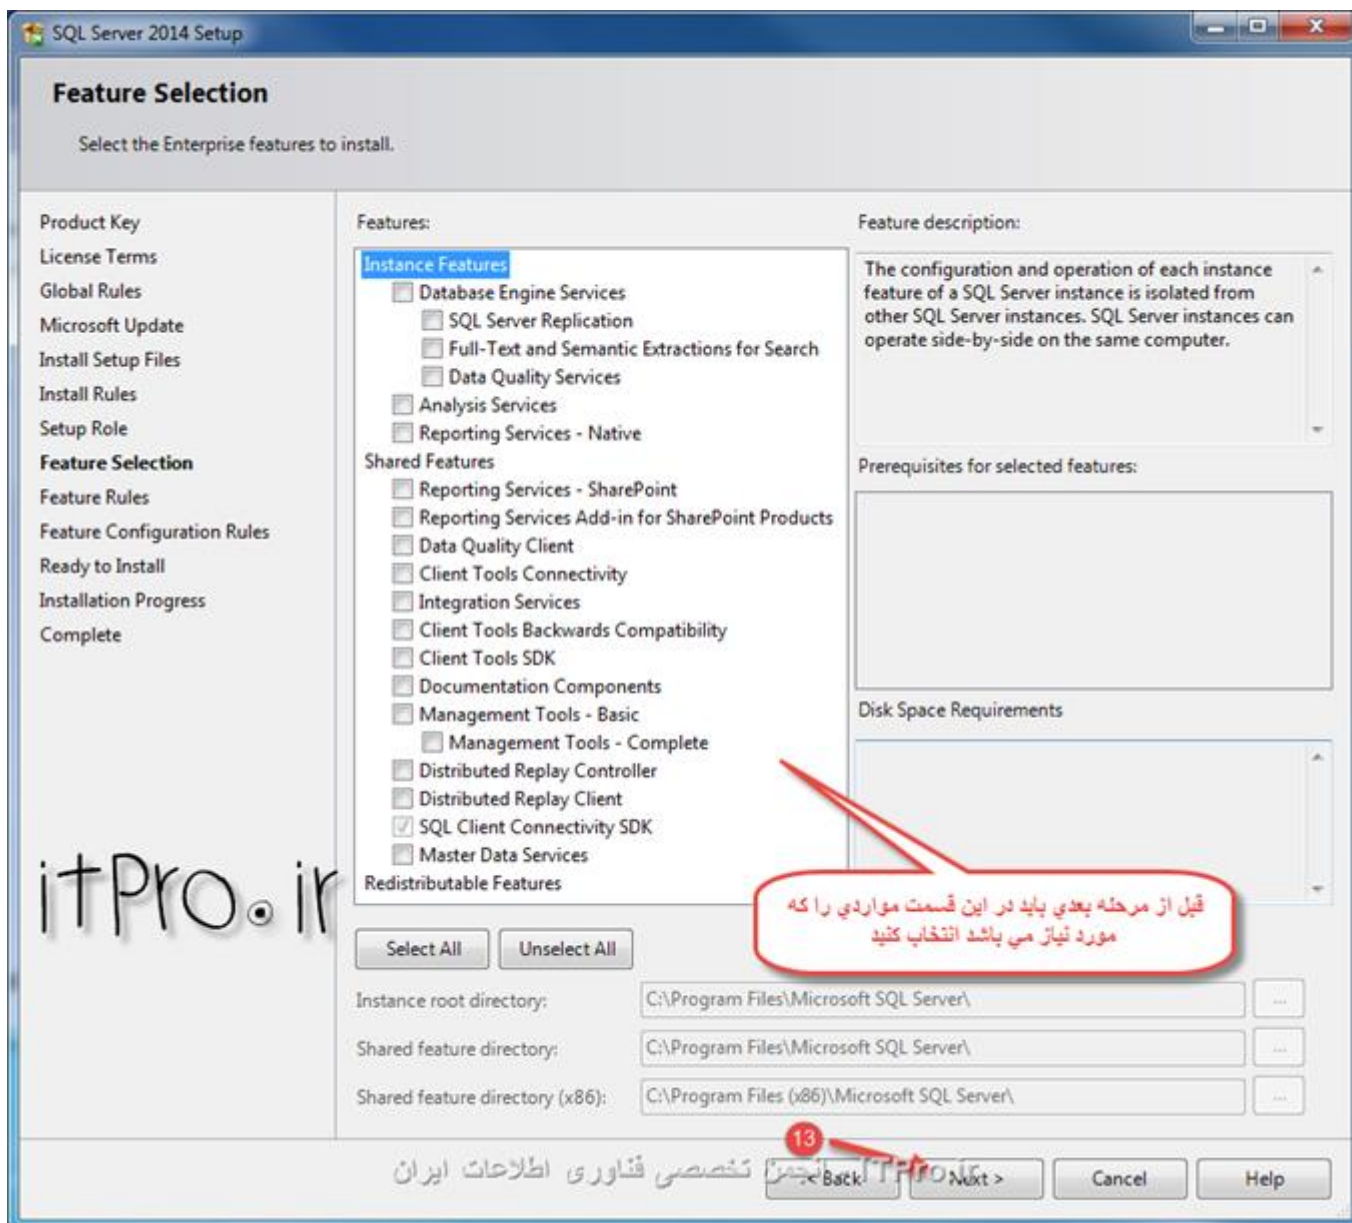 SQL Server 2014 Setup
Feature Selection
Select the Enterprise features to install.
Product Key
License Terms
Global Rules
Microsoft Update
Install Setup Files
Install Rules
Setup Role
Feature Selection
Feature Rules
Feature Configuration Rules
Ready to Install
Installation Progress
Complete
itPro.ir
Features:
Instance Features
Database Engine Services
SQL Server Replication
Full-Text and Semantic Extractions for Search
Data Quality Services
Analysis Services
Reporting Services - Native
Shared Features
Reporting Services - SharePoint
Reporting Services Add-in for SharePoint Products
Data Quality Client
Client Tools Connectivity
Integration Services
Client Tools Backwards Compatibility
Client Tools SDK
Documentation Components
Management Tools - Basic
Management Tools - Complete
Distributed Replay Controller
Distributed Replay Client
SQL Client Connectivity SDK
Master Data Services
Redistributable Features
Feature description:
The configuration and operation of each instance
feature of a SQL Server instance is isolated from
other SQL Server instances. SQL Server instances can
operate side-by-side on the same computer.
Prerequisites for selected features:
Disk Space Requirements
قبل از مرحله بعدي بايد در اين قسمت مواردي را كه
مورد نياز مي باشد انتخاب كنيد
Select All
Unselect All
Instance root directory:
C:\Program Files\Microsoft SQL Server\
...
Shared feature directory:
C:\Program Files\Microsoft SQL Server\
...
Shared feature directory (x86):
C:\Program Files (x86)\Microsoft SQL Server\
...
13
ITPro.ir انجمن تخصصی فناوری اطلاعات ایران
< Back
Next >
Cancel
Help